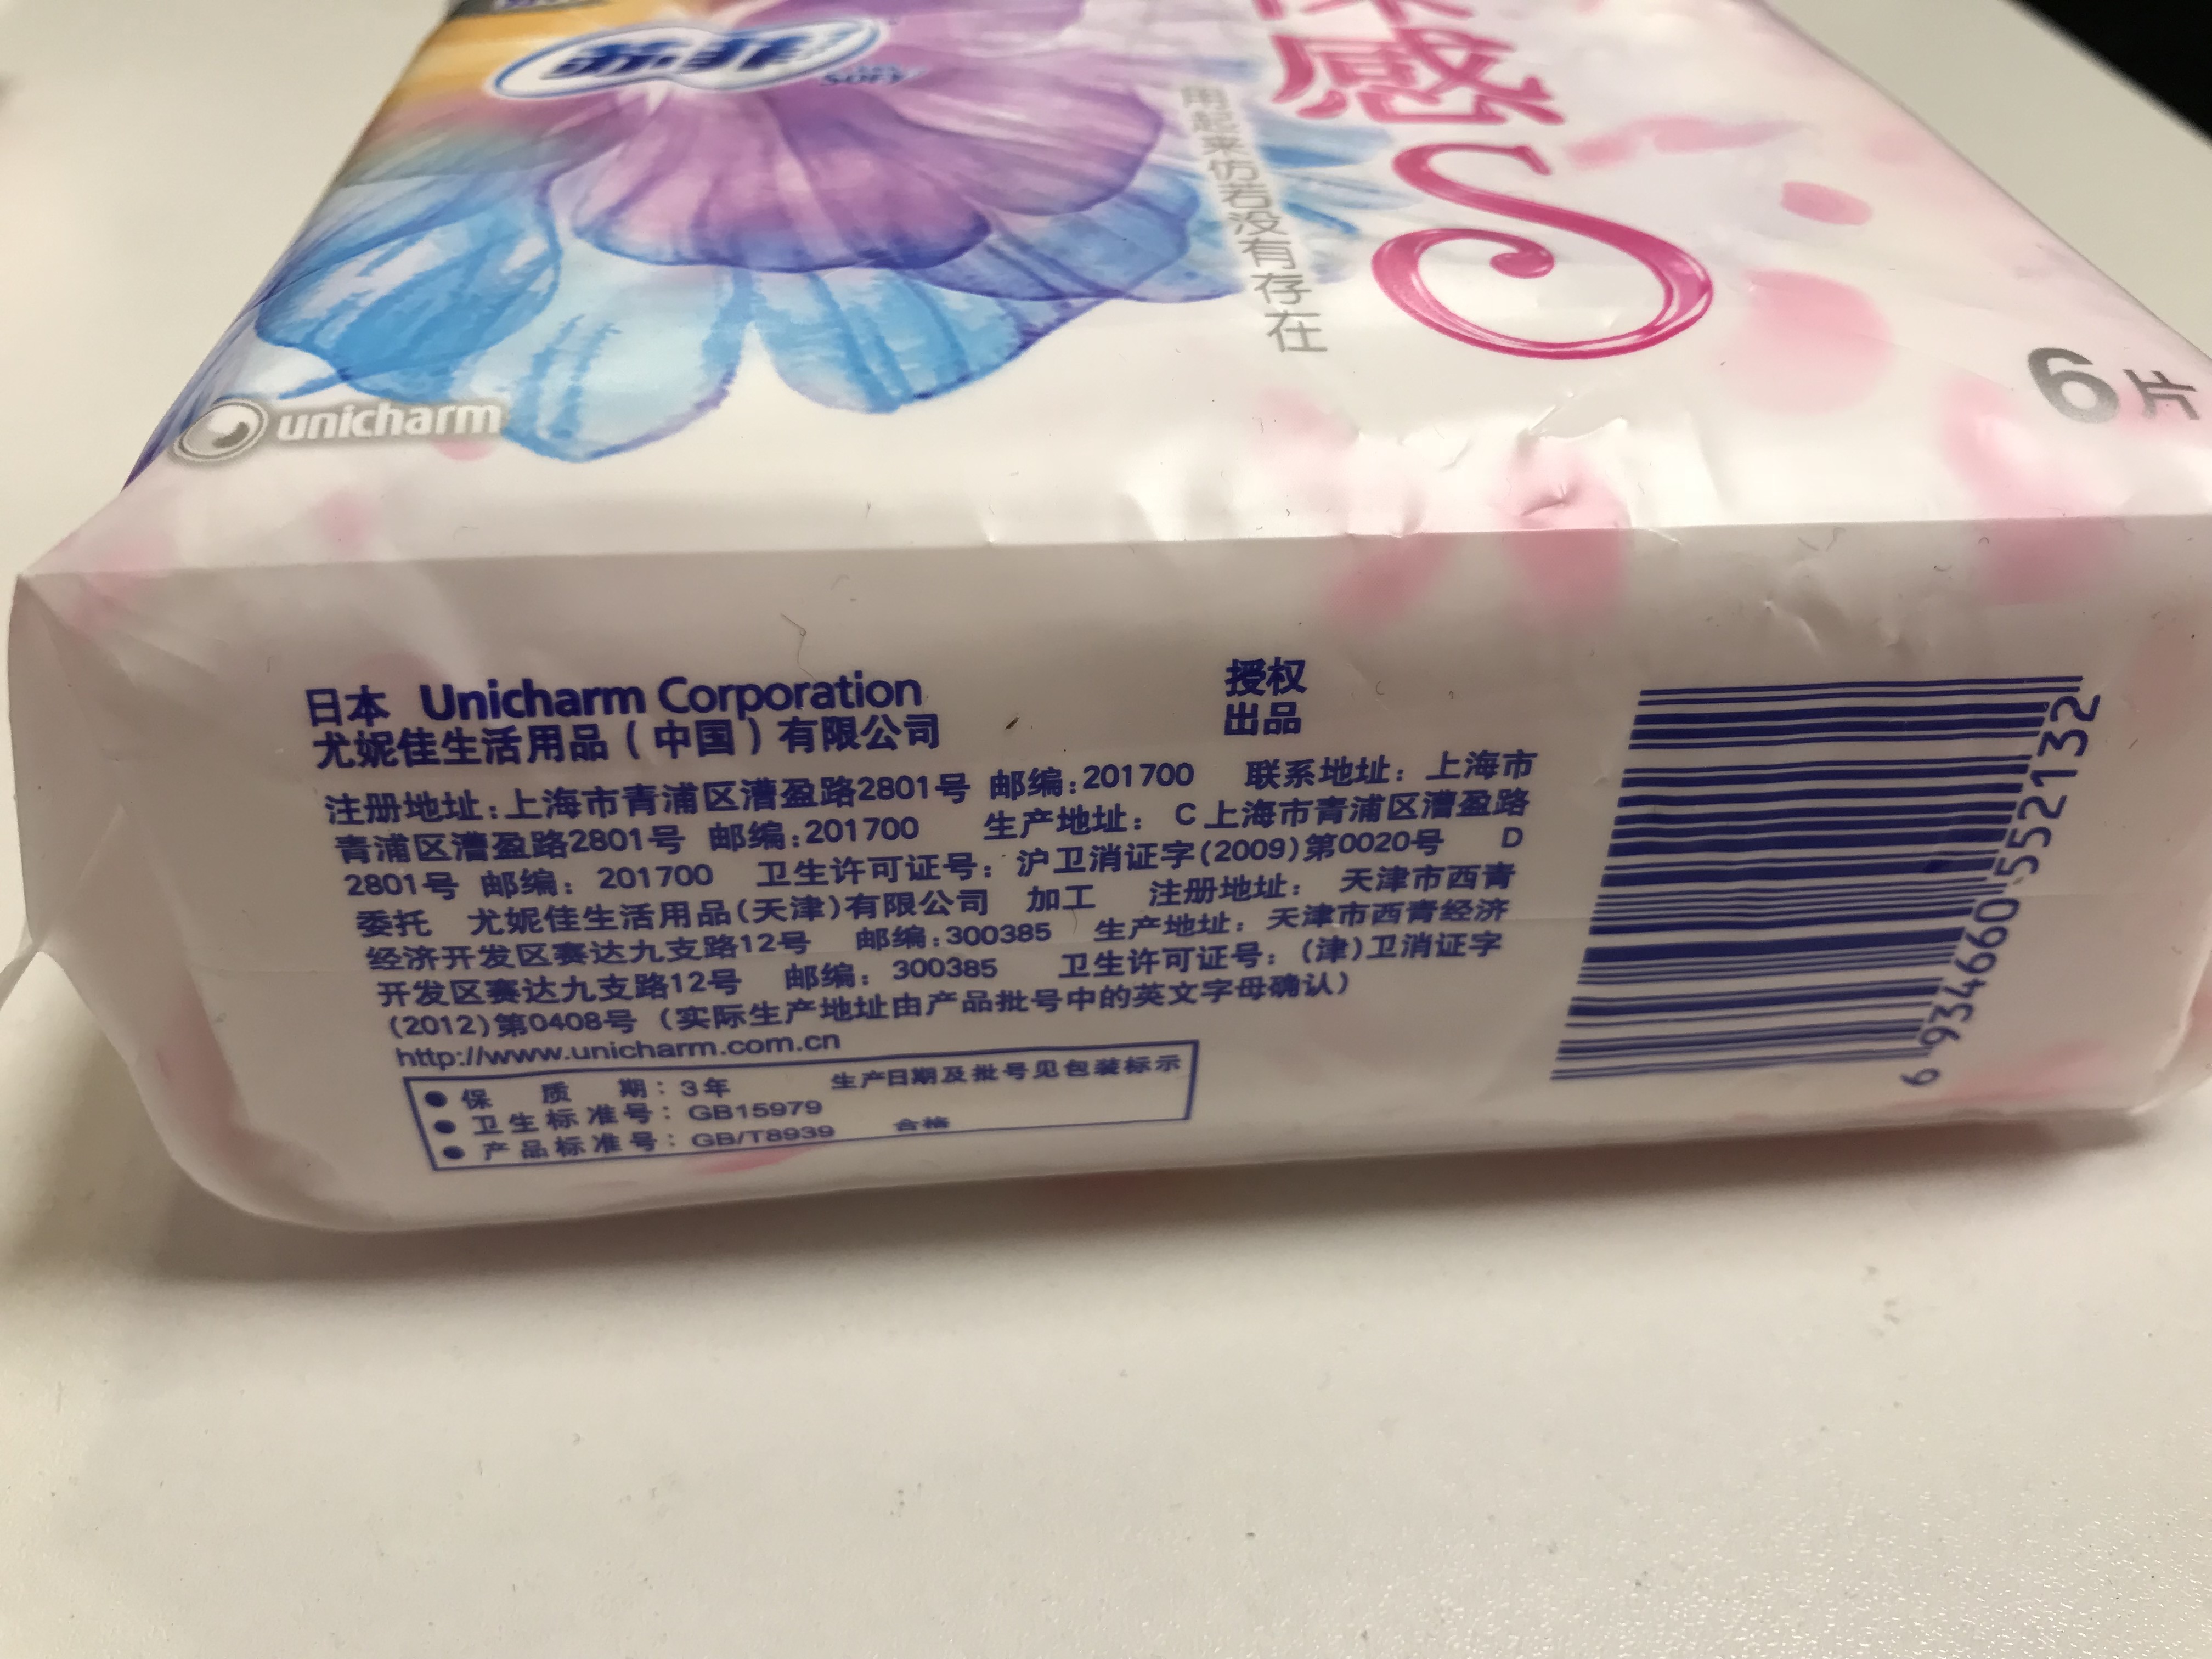 苏菲
SOFY
感
S
用起来仿若没有存在
6片
unicharm
日本 Unicharm Corporation 授权
尤妮佳生活用品（中国）有限公司 出品
注册地址:上海市青浦区漕盈路2801号 邮编:201700 联系地址：上海市
青浦区漕盈路2801号 邮编:201700 生产地址： C 上海市青浦区漕盈路
2801号 邮编：201700 卫生许可证号：沪卫消证字(2009)第0020号 D
委托 尤妮佳生活用品(天津)有限公司 加工 注册地址： 天津市西青
经济开发区赛达九支路12号 邮编:300385 生产地址：天津市西青经济
开发区赛达九支路12号 邮编：300385 卫生许可证号：(津)卫消证字
(2012)第0408号（实际生产地址由产品批号中的英文字母确认）
http://www.unicharm.com.cn
● 保 质 期：3年 生产日期及批号见包装标示
● 卫生标准号：GB15979
● 产品标准号：GB/T8939 合格
6 934660 552132